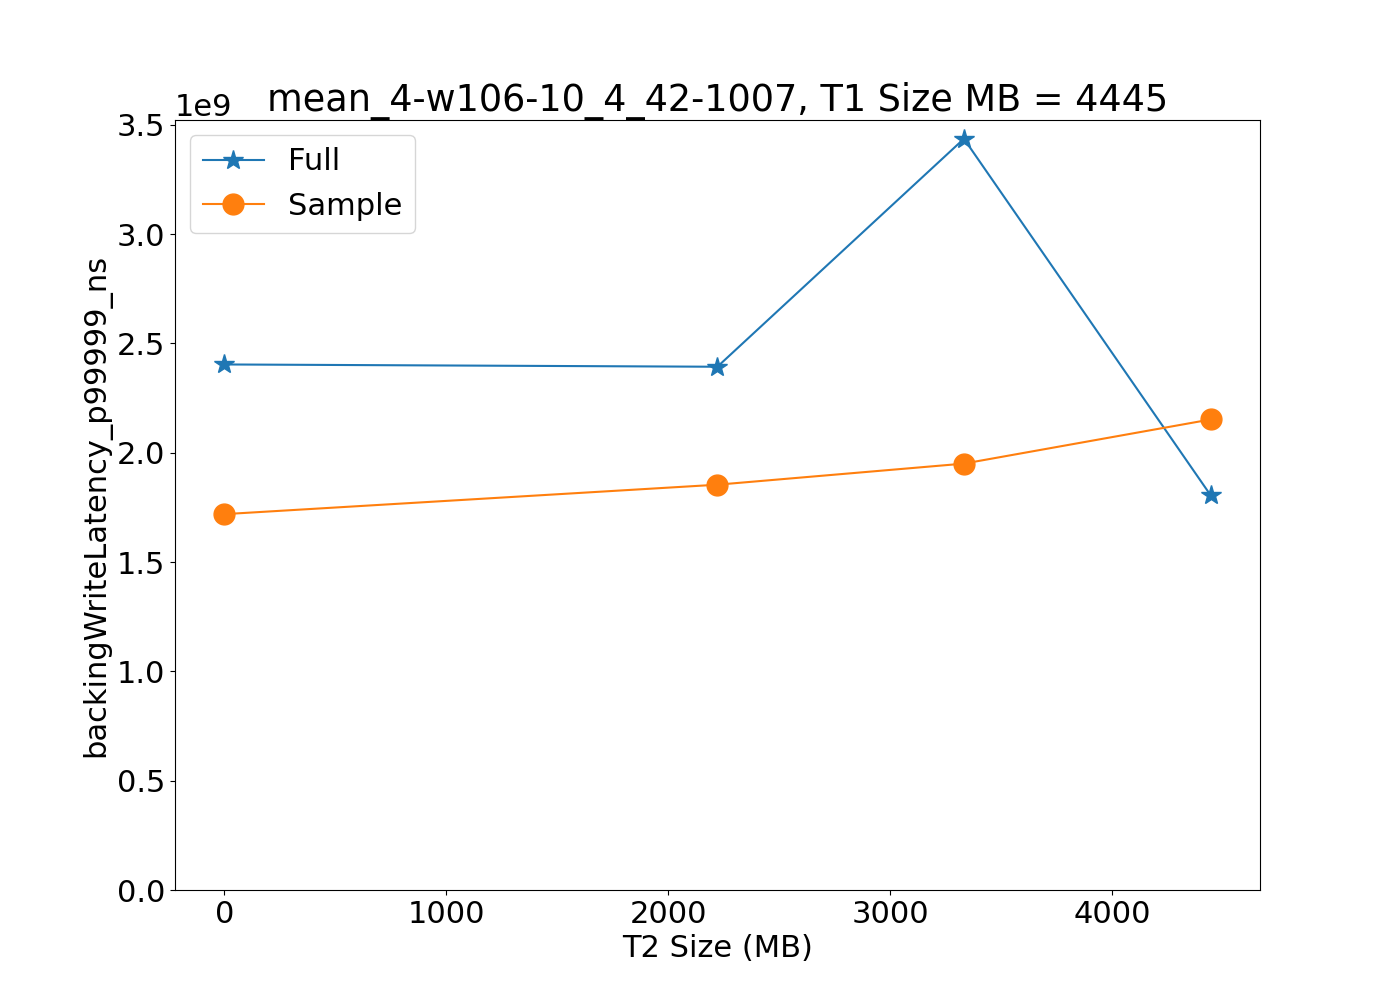 1e9
mean_4-w106-10_4_42-1007, T1 Size MB = 4445
Full
Sample
backingWriteLatency_p99999_ns
3.5
3.0
2.5
2.0
1.5
1.0
0.5
0.0
0 1000 2000 3000 4000
T2 Size (MB)